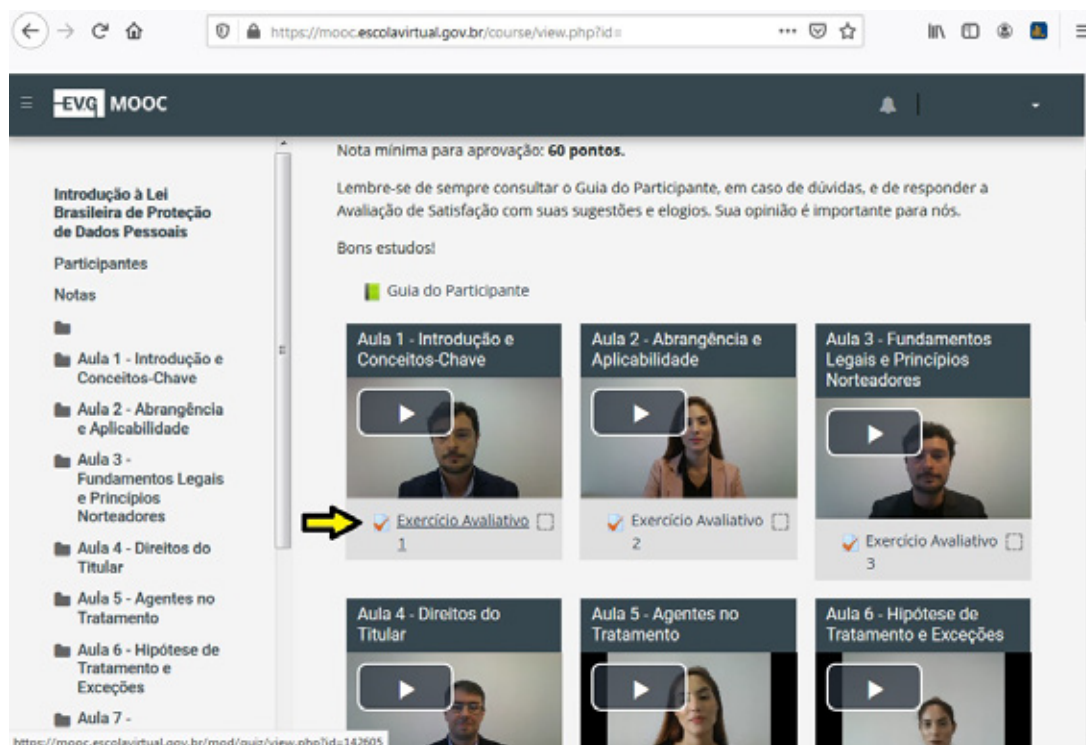 https://mooc.escolavirtual.gov.br/course/view.php?id=
EV.G MOOC
Introdução à Lei
Brasileira de Proteção
de Dados Pessoais
Participantes
Notas
Aula 1 - Introdução e
Conceitos-Chave
Aula 2 - Abrangência
e Aplicabilidade
Aula 3 -
Fundamentos Legais
e Princípios
Norteadores
Aula 4 - Direitos do
Titular
Aula 5 - Agentes no
Tratamento
Aula 6 - Hipótese de
Tratamento e
Exceções
Aula 7 -
Nota mínima para aprovação: 60 pontos.
Lembre-se de sempre consultar o Guia do Participante, em caso de dúvidas, e de responder a
Avaliação de Satisfação com suas sugestões e elogios. Sua opinião é importante para nós.
Bons estudos!
Guia do Participante
Aula 1 - Introdução e
Conceitos-Chave
Exercício Avaliativo
1
Aula 2 - Abrangência e
Aplicabilidade
Exercício Avaliativo
2
Aula 3 - Fundamentos
Legais e Princípios
Norteadores
Exercício Avaliativo
3
Aula 4 - Direitos do
Titular
Aula 5 - Agentes no
Tratamento
Aula 6 - Hipótese de
Tratamento e Exceções
https://mooc.escolavirtual.gov.br/mod/quiz/view.php?id=142605